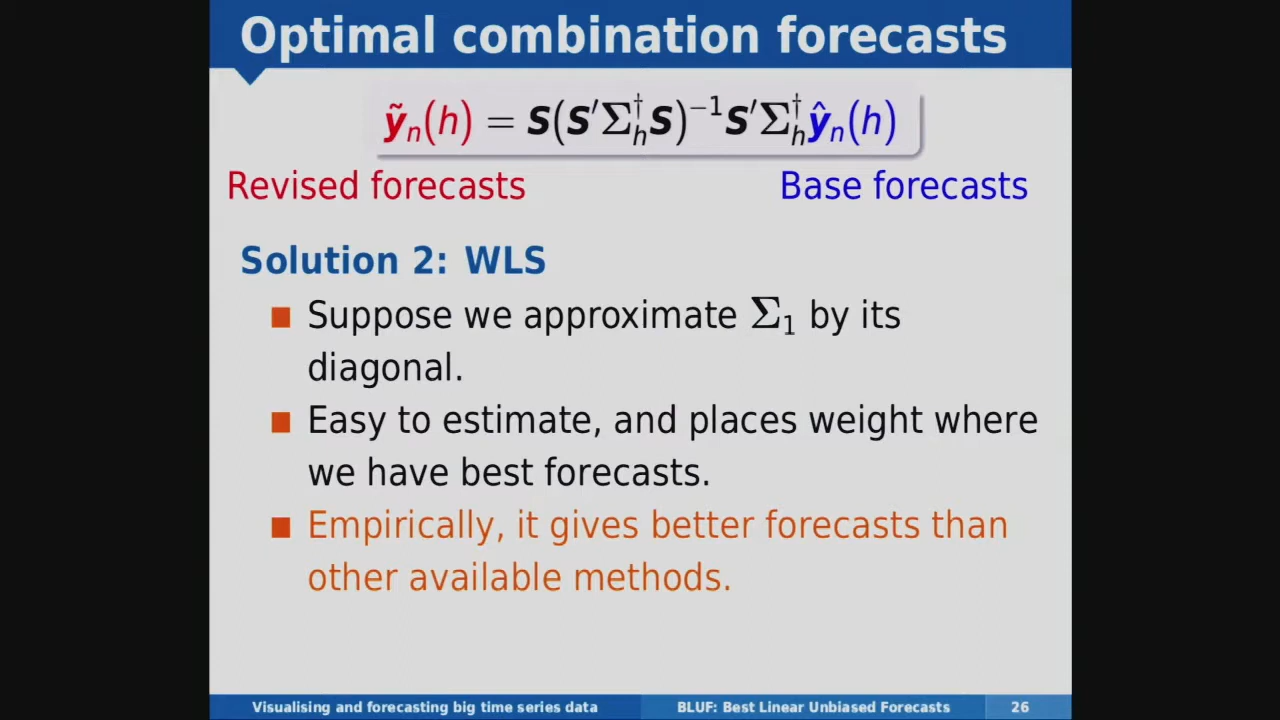 Optimal combination forecasts
ỹₙ(h) = S(S′Σₕ†S)⁻¹S′Σₕ†ŷₙ(h)
Revised forecasts Base forecasts
Solution 2: WLS
Suppose we approximate Σ₁ by its
diagonal.
Easy to estimate, and places weight where
we have best forecasts.
Empirically, it gives better forecasts than
other available methods.
Visualising and forecasting big time series data BLUF: Best Linear Unbiased Forecasts 26